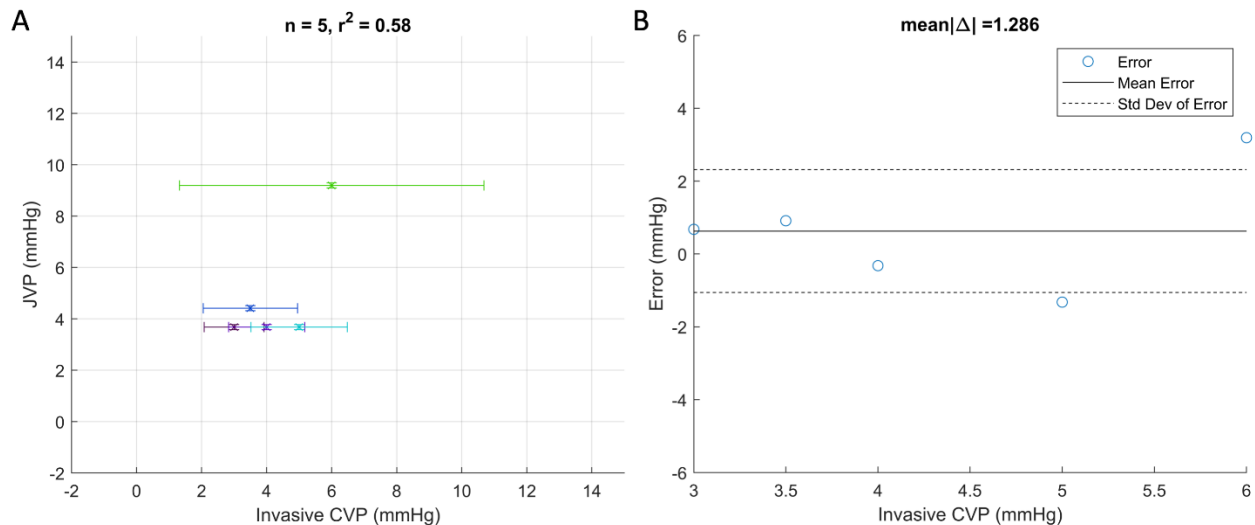 A
n = 5, r² = 0.58
14
12
10
8
6
4
2
0
-2
JVP (mmHg)
-2 0 2 4 6 8 10 12 14
Invasive CVP (mmHg)
B
mean|Δ| =1.286
Error
Mean Error
Std Dev of Error
6
4
2
0
-2
-4
-6
Error (mmHg)
3 3.5 4 4.5 5 5.5 6
Invasive CVP (mmHg)